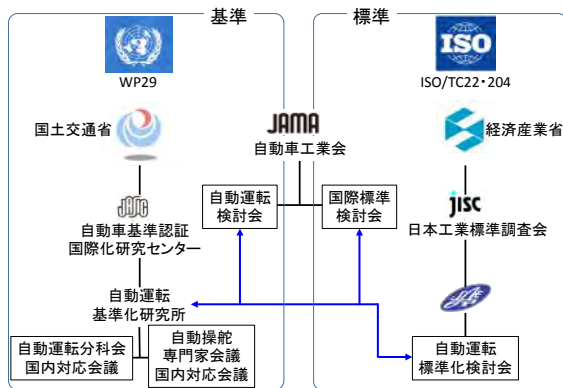 基準
標準
WP29
ISO
ISO/TC22・204
国土交通省
JAMA
自動車工業会
経済産業省
自動運転
検討会
国際標準
検討会
JASIC
自動車基準認証
国際化研究センター
jisc
日本工業標準調査会
自動運転
基準化研究所
自動運転分科会
国内対応会議
自動操舵
専門家会議
国内対応会議
自動運転
標準化検討会